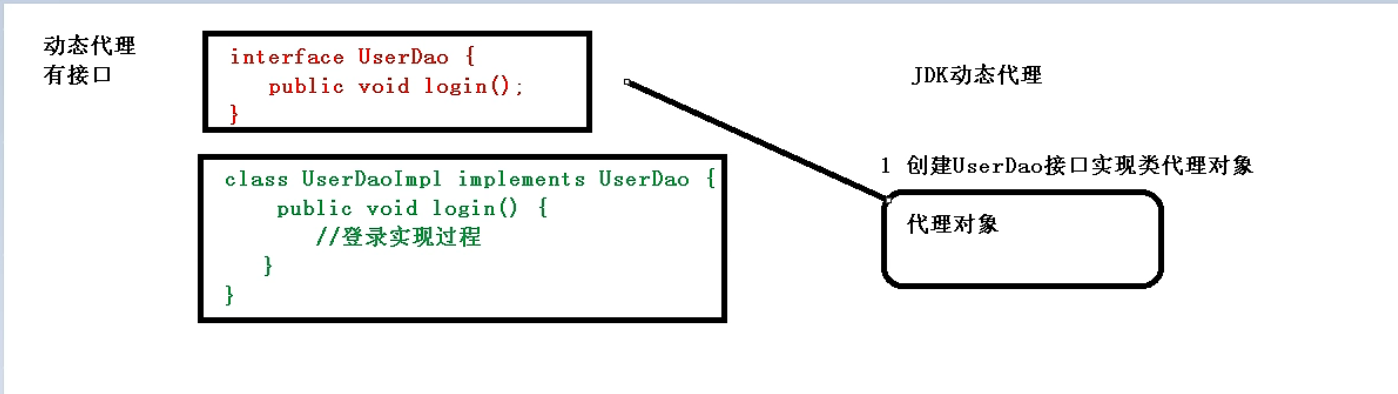 动态代理
有接口
interface UserDao {
public void login();
}
class UserDaoImpl implements UserDao {
public void login() {
//登录实现过程
}
}
JDK动态代理
1 创建UserDao接口实现类代理对象
代理对象